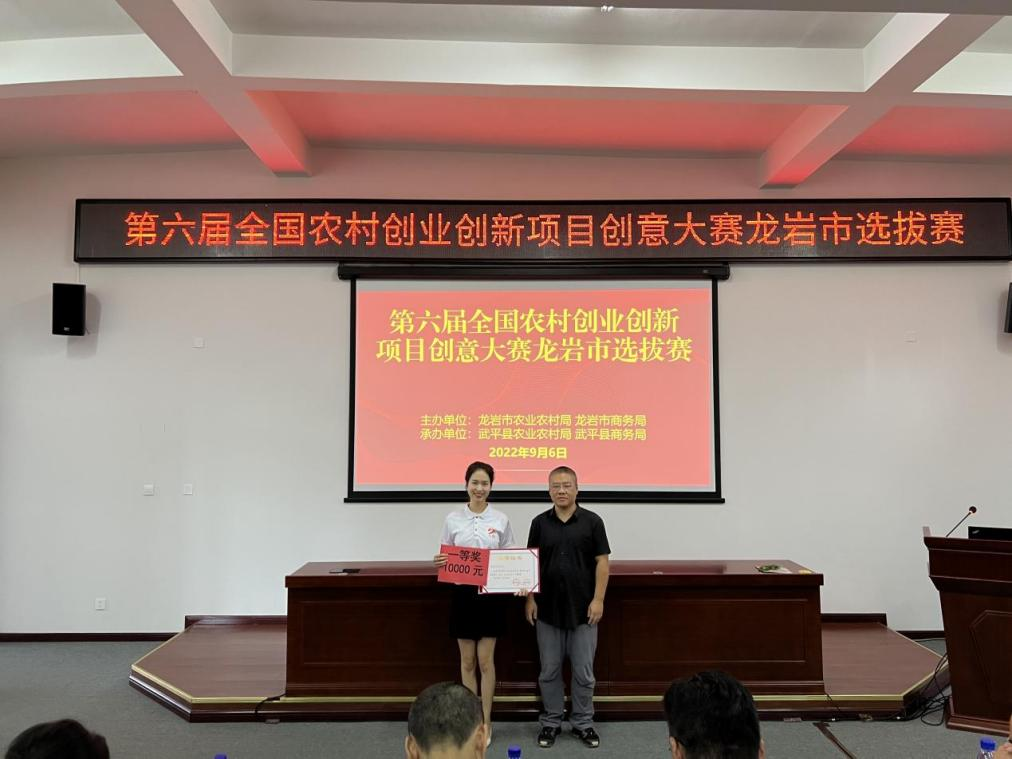 第六届全国农村创业创新项目创意大赛龙岩市选拔赛
第六届全国农村创业创新
项目创意大赛龙岩市选拔赛
主办单位：龙岩市农业农村局 龙岩市商务局
承办单位：武平县农业农村局 武平县商务局
2022年9月6日
一等奖
10000 元